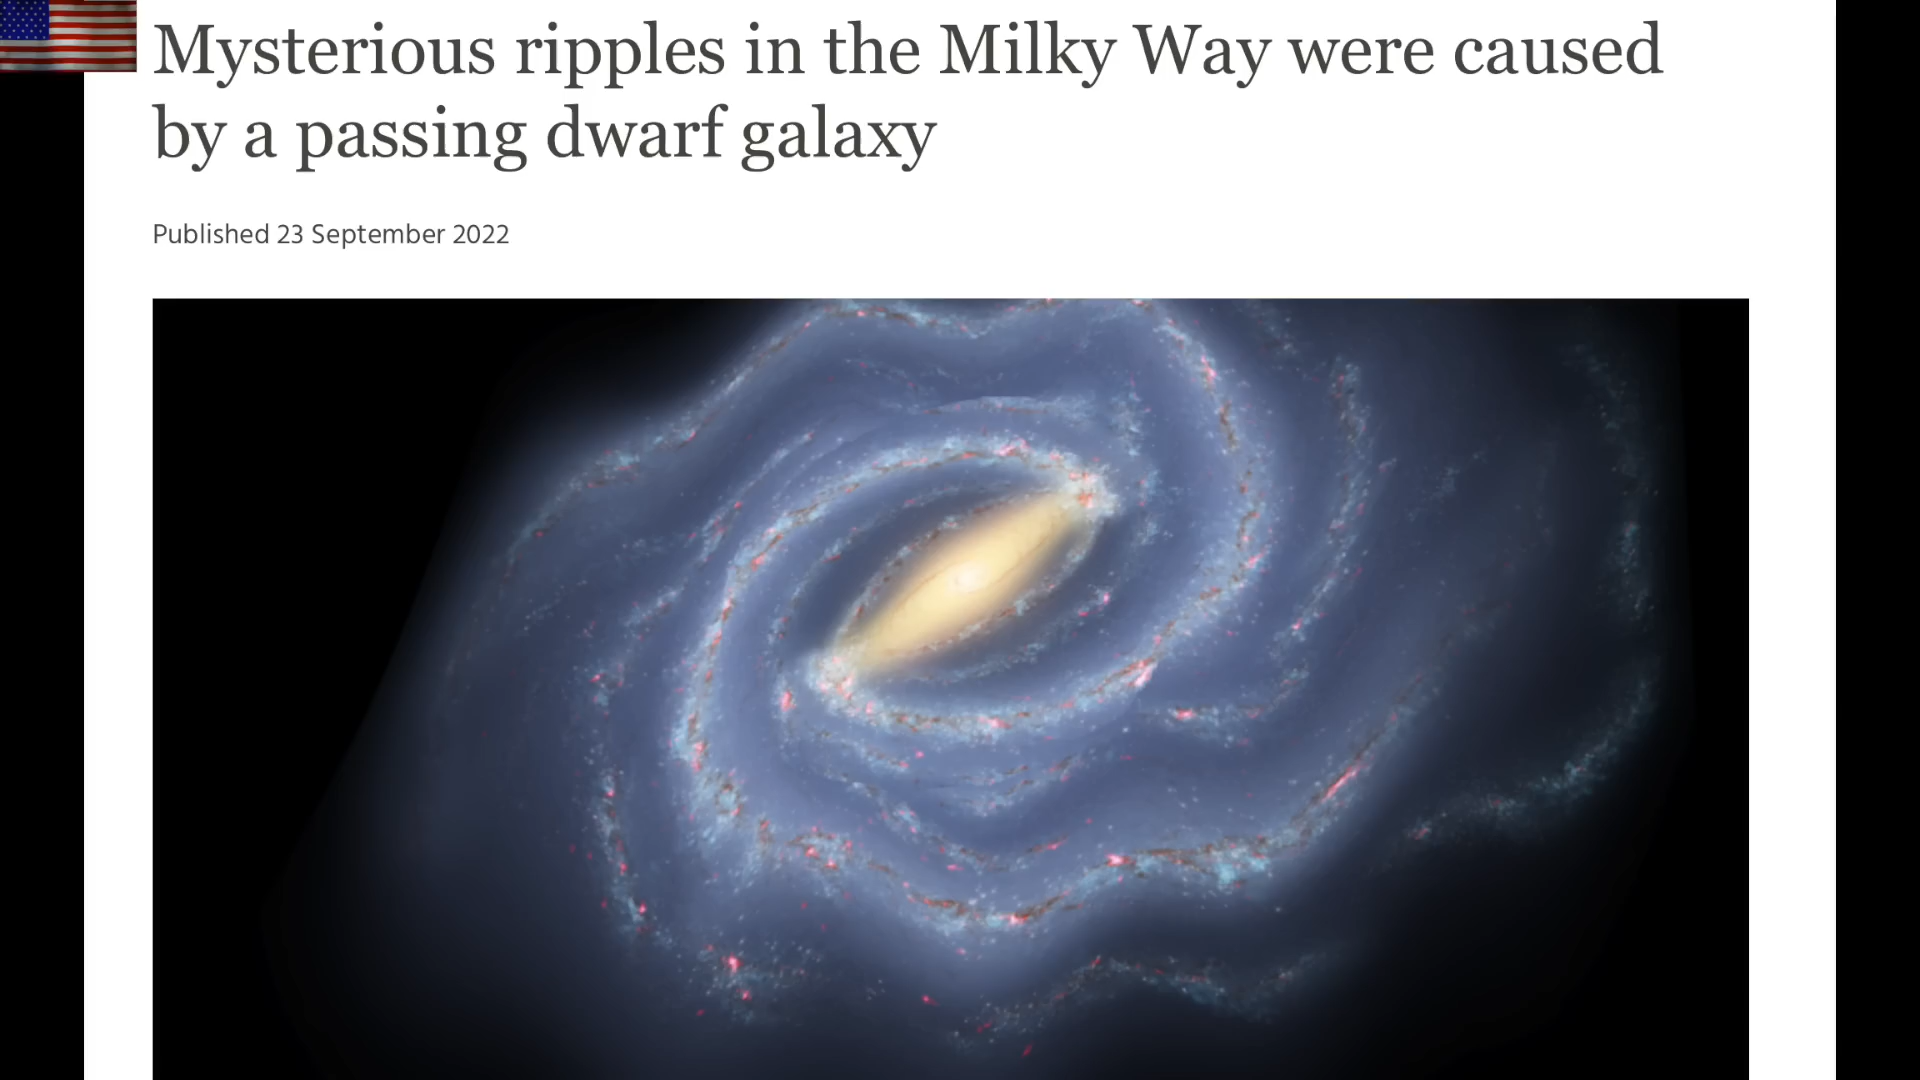 Mysterious ripples in the Milky Way were caused
by a passing dwarf galaxy
Published 23 September 2022